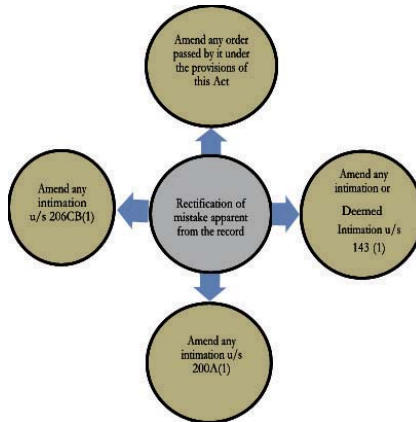 Amend any order
passed by it under
the provisions of
this Act
Amend any
intimation
u/s 206CB(1)
Rectification of
mistake apparent
from the record
Amend any
intimation or
Deemed
Intimation u/s
143 (1)
Amend any
intimation u/s
200A(1)